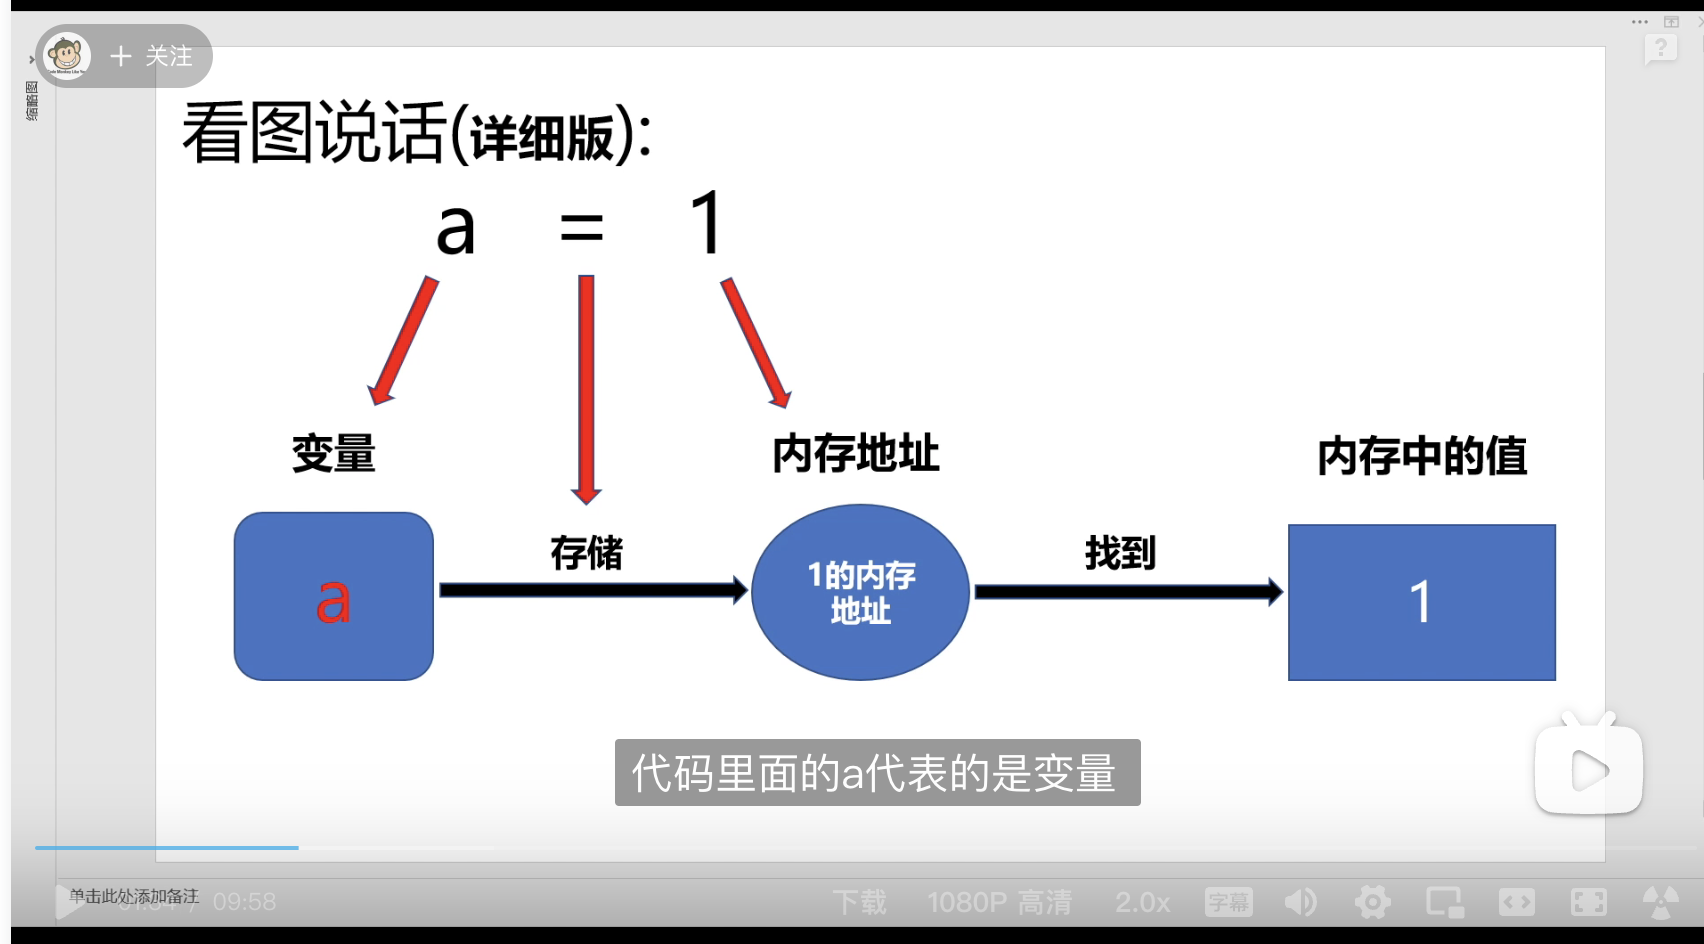 + 关注
缩略图
看图说话(详细版):
a = 1
变量
内存地址
内存中的值
存储
找到
a
1的内存
地址
1
代码里面的a代表的是变量
单击此处添加备注
09:58
下载
1080P 高清
2.0x
字幕